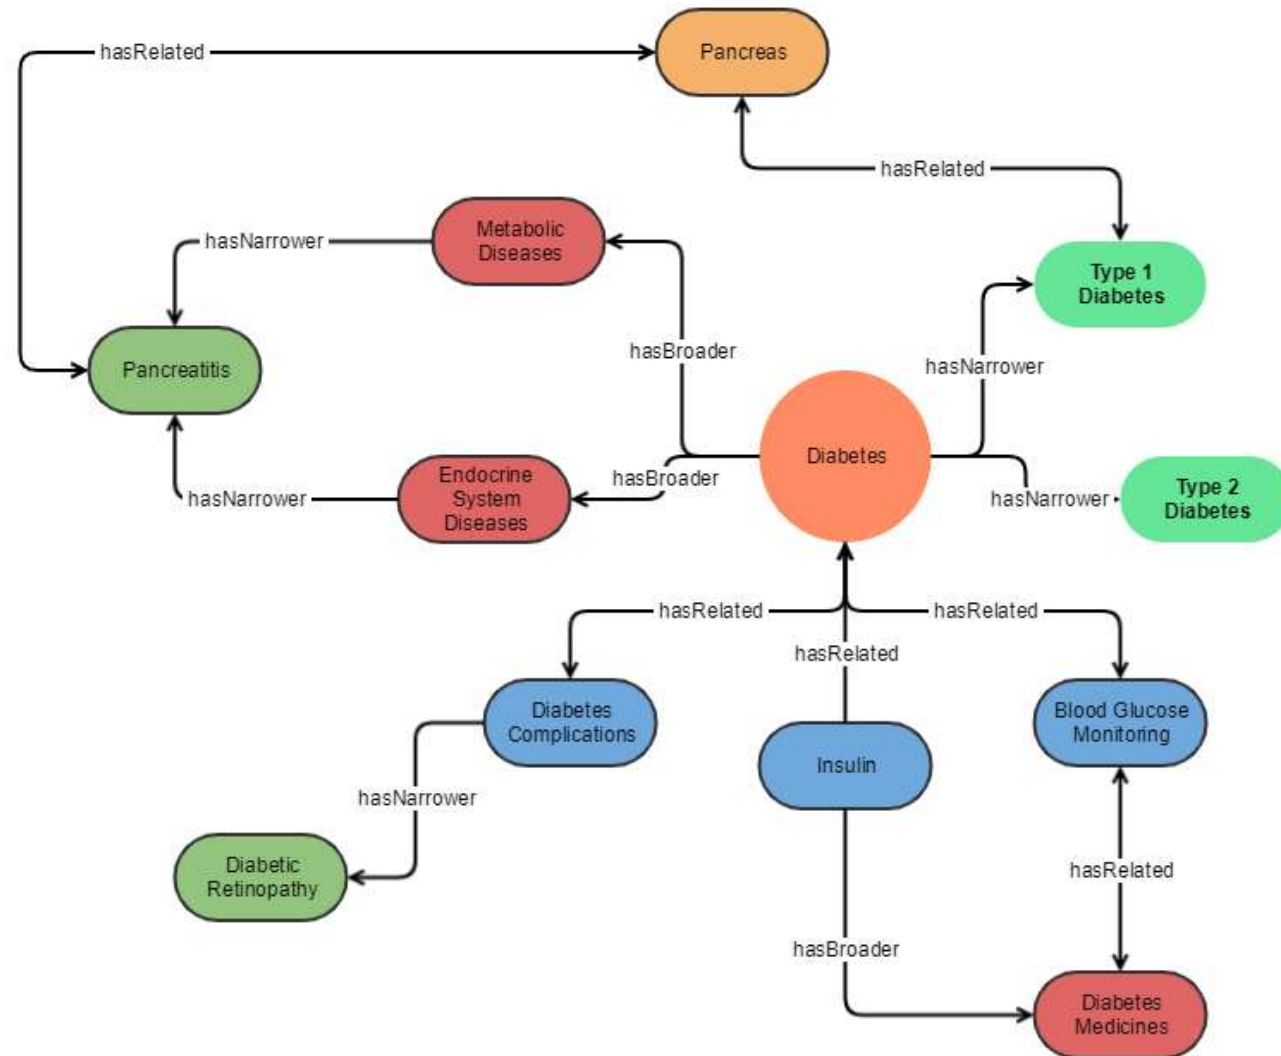 hasRelated
Pancreas
hasRelated
Metabolic
Diseases
hasNarrower
Type 1
Diabetes
hasBroader
Pancreatitis
hasNarrower
Diabetes
Endocrine
System
Diseases
hasBroader
hasNarrower
hasNarrower
Type 2
Diabetes
hasRelated
hasRelated
hasRelated
Diabetes
Complications
Insulin
Blood Glucose
Monitoring
hasNarrower
Diabetic
Retinopathy
hasRelated
hasBroader
Diabetes
Medicines